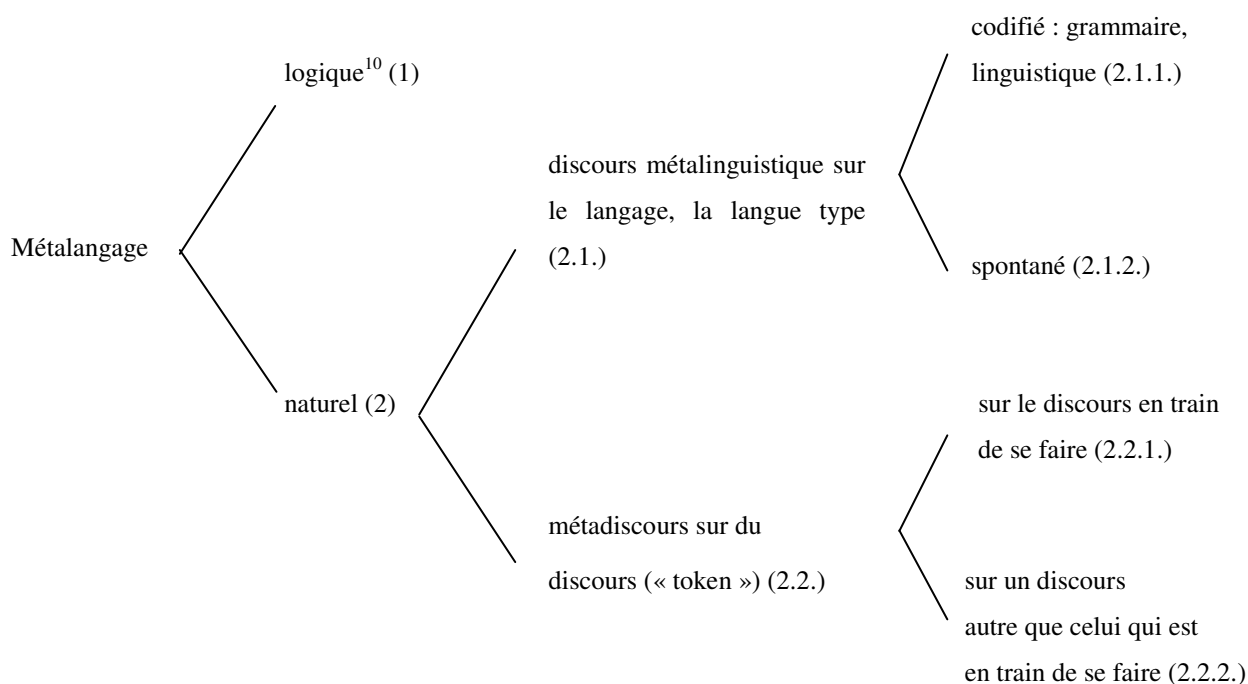 Métalangage
logique10 (1)
naturel (2)
discours métalinguistique sur
le langage, la langue type
(2.1.)
métadiscours sur du
discours (« token ») (2.2.)
codifié : grammaire,
linguistique (2.1.1.)
spontané (2.1.2.)
sur le discours en train
de se faire (2.2.1.)
sur un discours
autre que celui qui est
en train de se faire (2.2.2.)